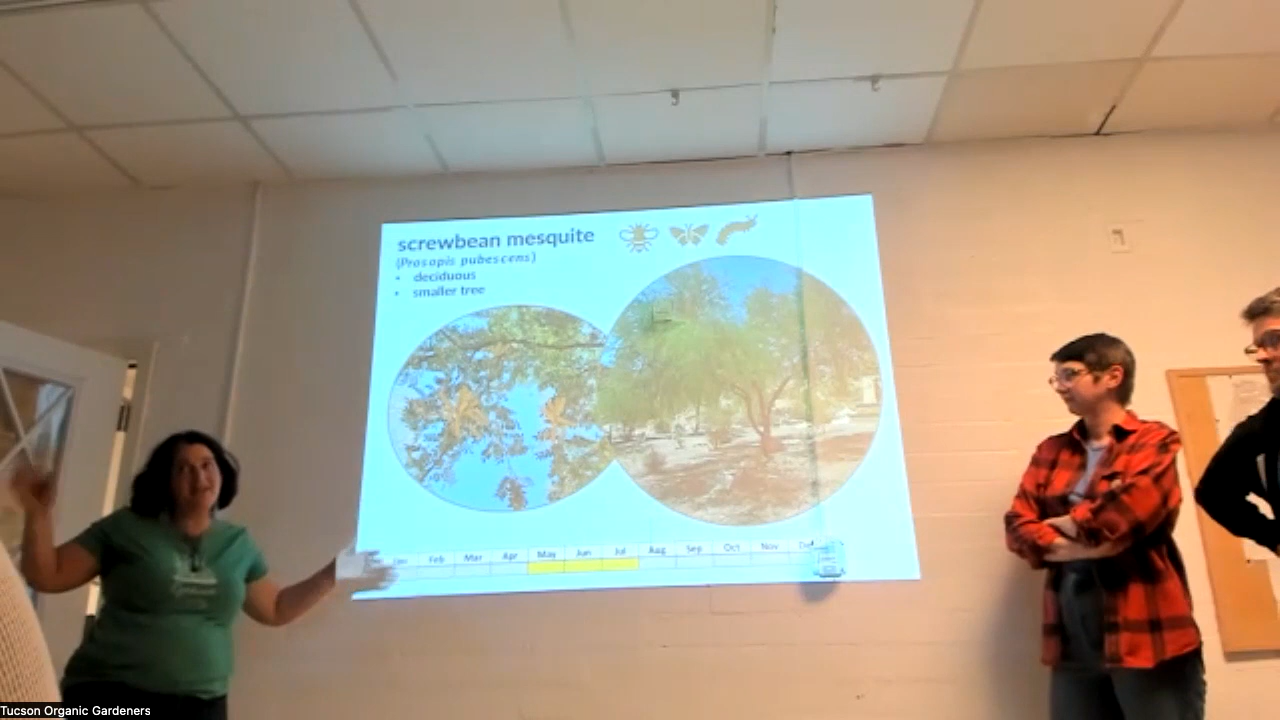 screwbean mesquite
(Prosopis pubescens)
• deciduous
• smaller tree
Jan Feb Mar Apr May Jun Jul Aug Sep Oct Nov
Tucson Organic Gardeners